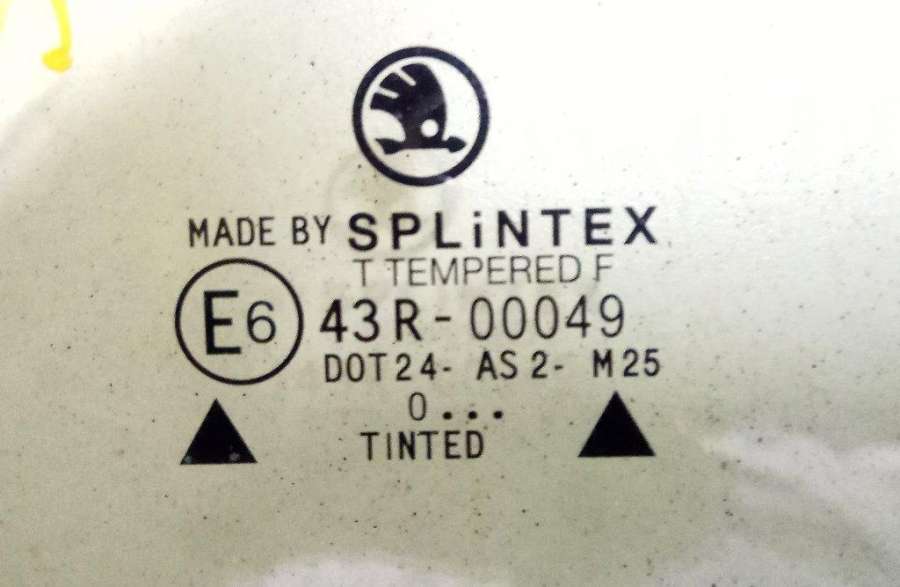 MADE BY SPLiNTEX
T TEMPERED F
E6 43R-00049
DOT24- AS2- M25
0...
TINTED